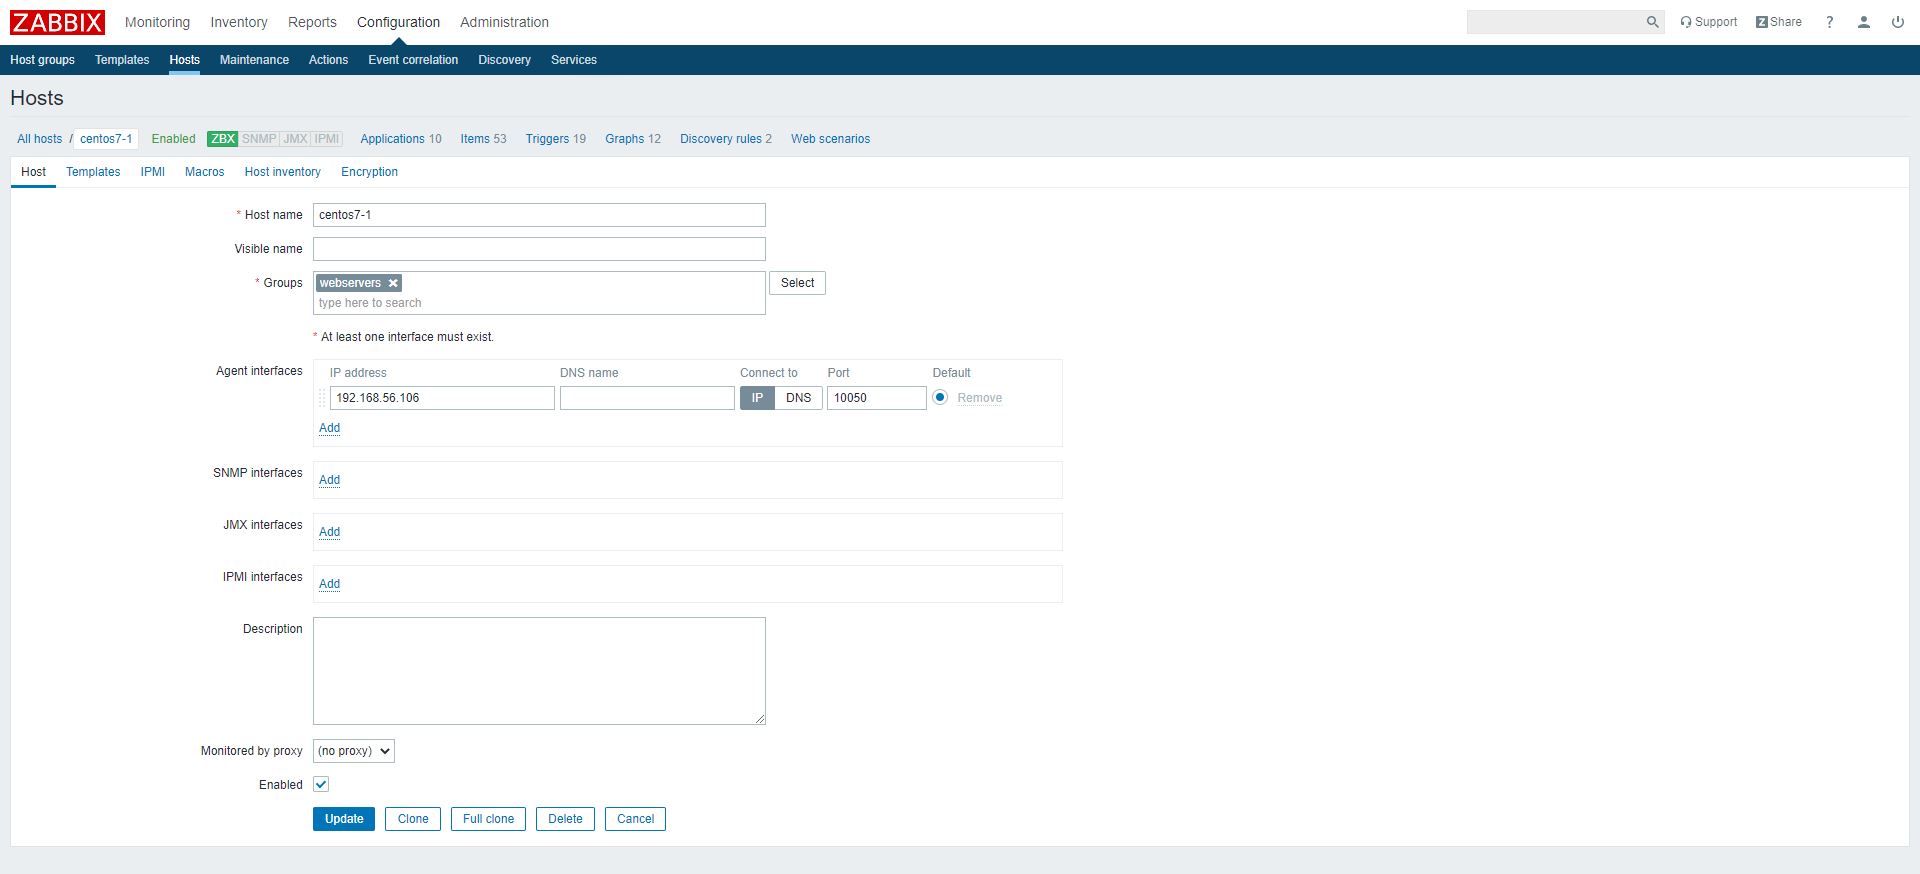 ZABBIX Monitoring Inventory Reports Configuration Administration Support Z Share ?
Host groups Templates Hosts Maintenance Actions Event correlation Discovery Services
Hosts
All hosts / centos7-1 Enabled ZBX SNMP JMX IPMI Applications 10 Items 53 Triggers 19 Graphs 12 Discovery rules 2 Web scenarios
Host Templates IPMI Macros Host inventory Encryption
* Host name centos7-1
Visible name
* Groups webservers Select
type here to search
* At least one interface must exist.
Agent interfaces IP address DNS name Connect to Port Default
192.168.56.106 IP DNS 10050 Remove
Add
SNMP interfaces Add
JMX interfaces Add
IPMI interfaces Add
Description
Monitored by proxy (no proxy)
Enabled
Update Clone Full clone Delete Cancel